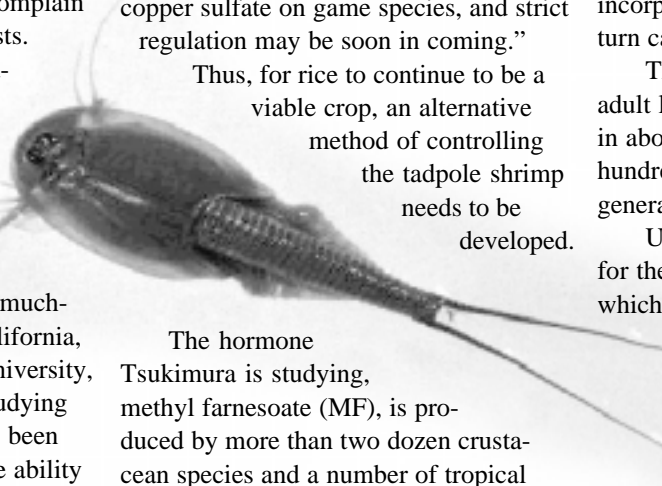 omplain
sts.
-
much-
lifornia,
niversity,
udying
been
e ability
copper sulfate on game species, and strict
regulation may be soon in coming.”
Thus, for rice to continue to be a
viable crop, an alternative
method of controlling
the tadpole shrimp
needs to be
developed.
The hormone
Tsukimura is studying,
methyl farnesoate (MF), is pro-
duced by more than two dozen crusta-
cean species and a number of tropical
incorp
turn ca
T
adult l
in abo
hundre
genera
U
for the
which